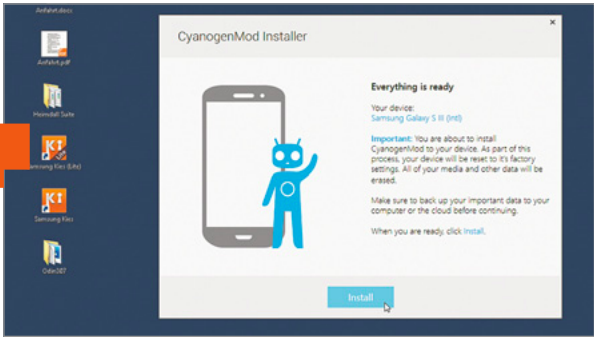 Anfahrt.docx
Anfahrt.pdf
Heimdall Suite
Samsung Kies (Lite)
Samsung Kies
Odin307
CyanogenMod Installer
Everything is ready
Your device:
Samsung Galaxy S III (Intl)
Important: You are about to install
CyanogenMod to your device. As part of this
process, your device will be reset to it's factory
settings. All of your media and other data will be
erased.
Make sure to back up your important data to your
computer or the cloud before continuing.
When you are ready, click Install.
Install